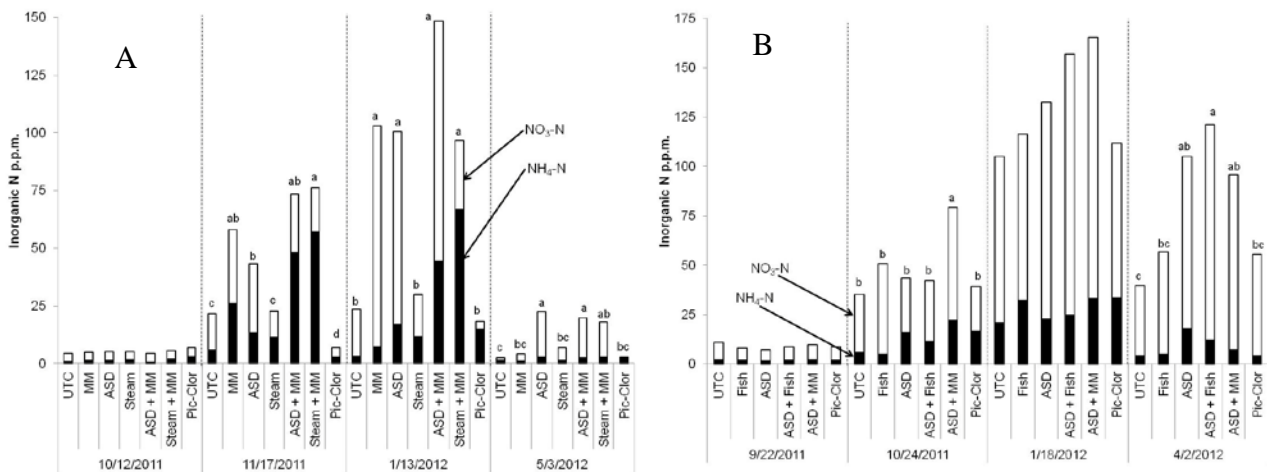 A
Inorganic N p.p.m.
150
125
100
75
50
25
0
c
ab
b
c
ab
a
d
b
a
a
b
a
a
b
c
bc
a
bc
a
ab
bc
NO3-N
NH4-N
UTC
MM
ASD
Steam
ASD + MM
Steam + MM
Pic-Clor
UTC
MM
ASD
Steam
ASD + MM
Steam + MM
Pic-Clor
UTC
MM
ASD
Steam
ASD + MM
Steam + MM
Pic-Clor
UTC
MM
ASD
Steam
ASD + MM
Steam + MM
Pic-Clor
10/12/2011
11/17/2011
1/13/2012
5/3/2012
B
Inorganic N p.p.m.
175
150
125
100
75
50
25
0
b
b
b
b
a
b
c
bc
ab
a
ab
bc
NO3-N
NH4-N
UTC
Fish
ASD
ASD + Fish
ASD + MM
Pic-Clor
UTC
Fish
ASD
ASD + Fish
ASD + MM
Pic-Clor
UTC
Fish
ASD
ASD + Fish
ASD + MM
Pic-Clor
UTC
Fish
ASD
ASD + Fish
ASD + MM
Pic-Clor
9/22/2011
10/24/2011
1/18/2012
4/2/2012